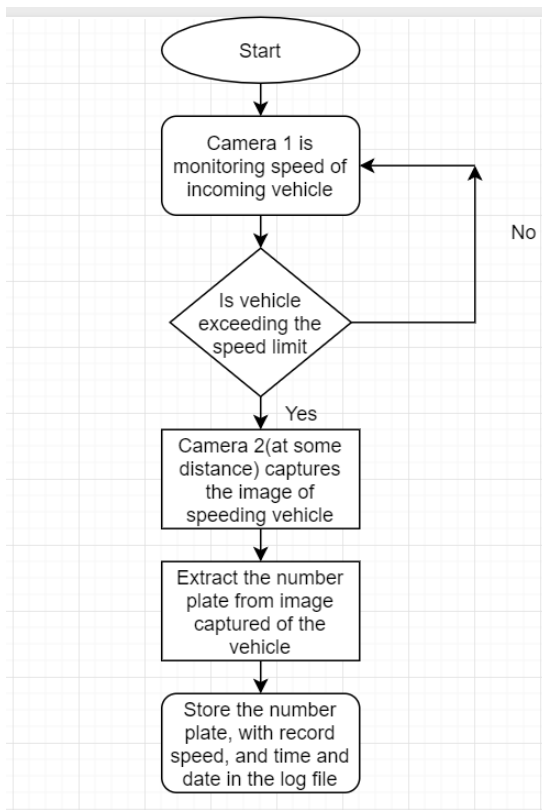 Start
Camera 1 is
monitoring speed of
incoming vehicle
No
Is vehicle
exceeding the
speed limit
Yes
Camera 2(at some
distance) captures
the image of
speeding vehicle
Extract the number
plate from image
captured of the
vehicle
Store the number
plate, with record
speed, and time and
date in the log file